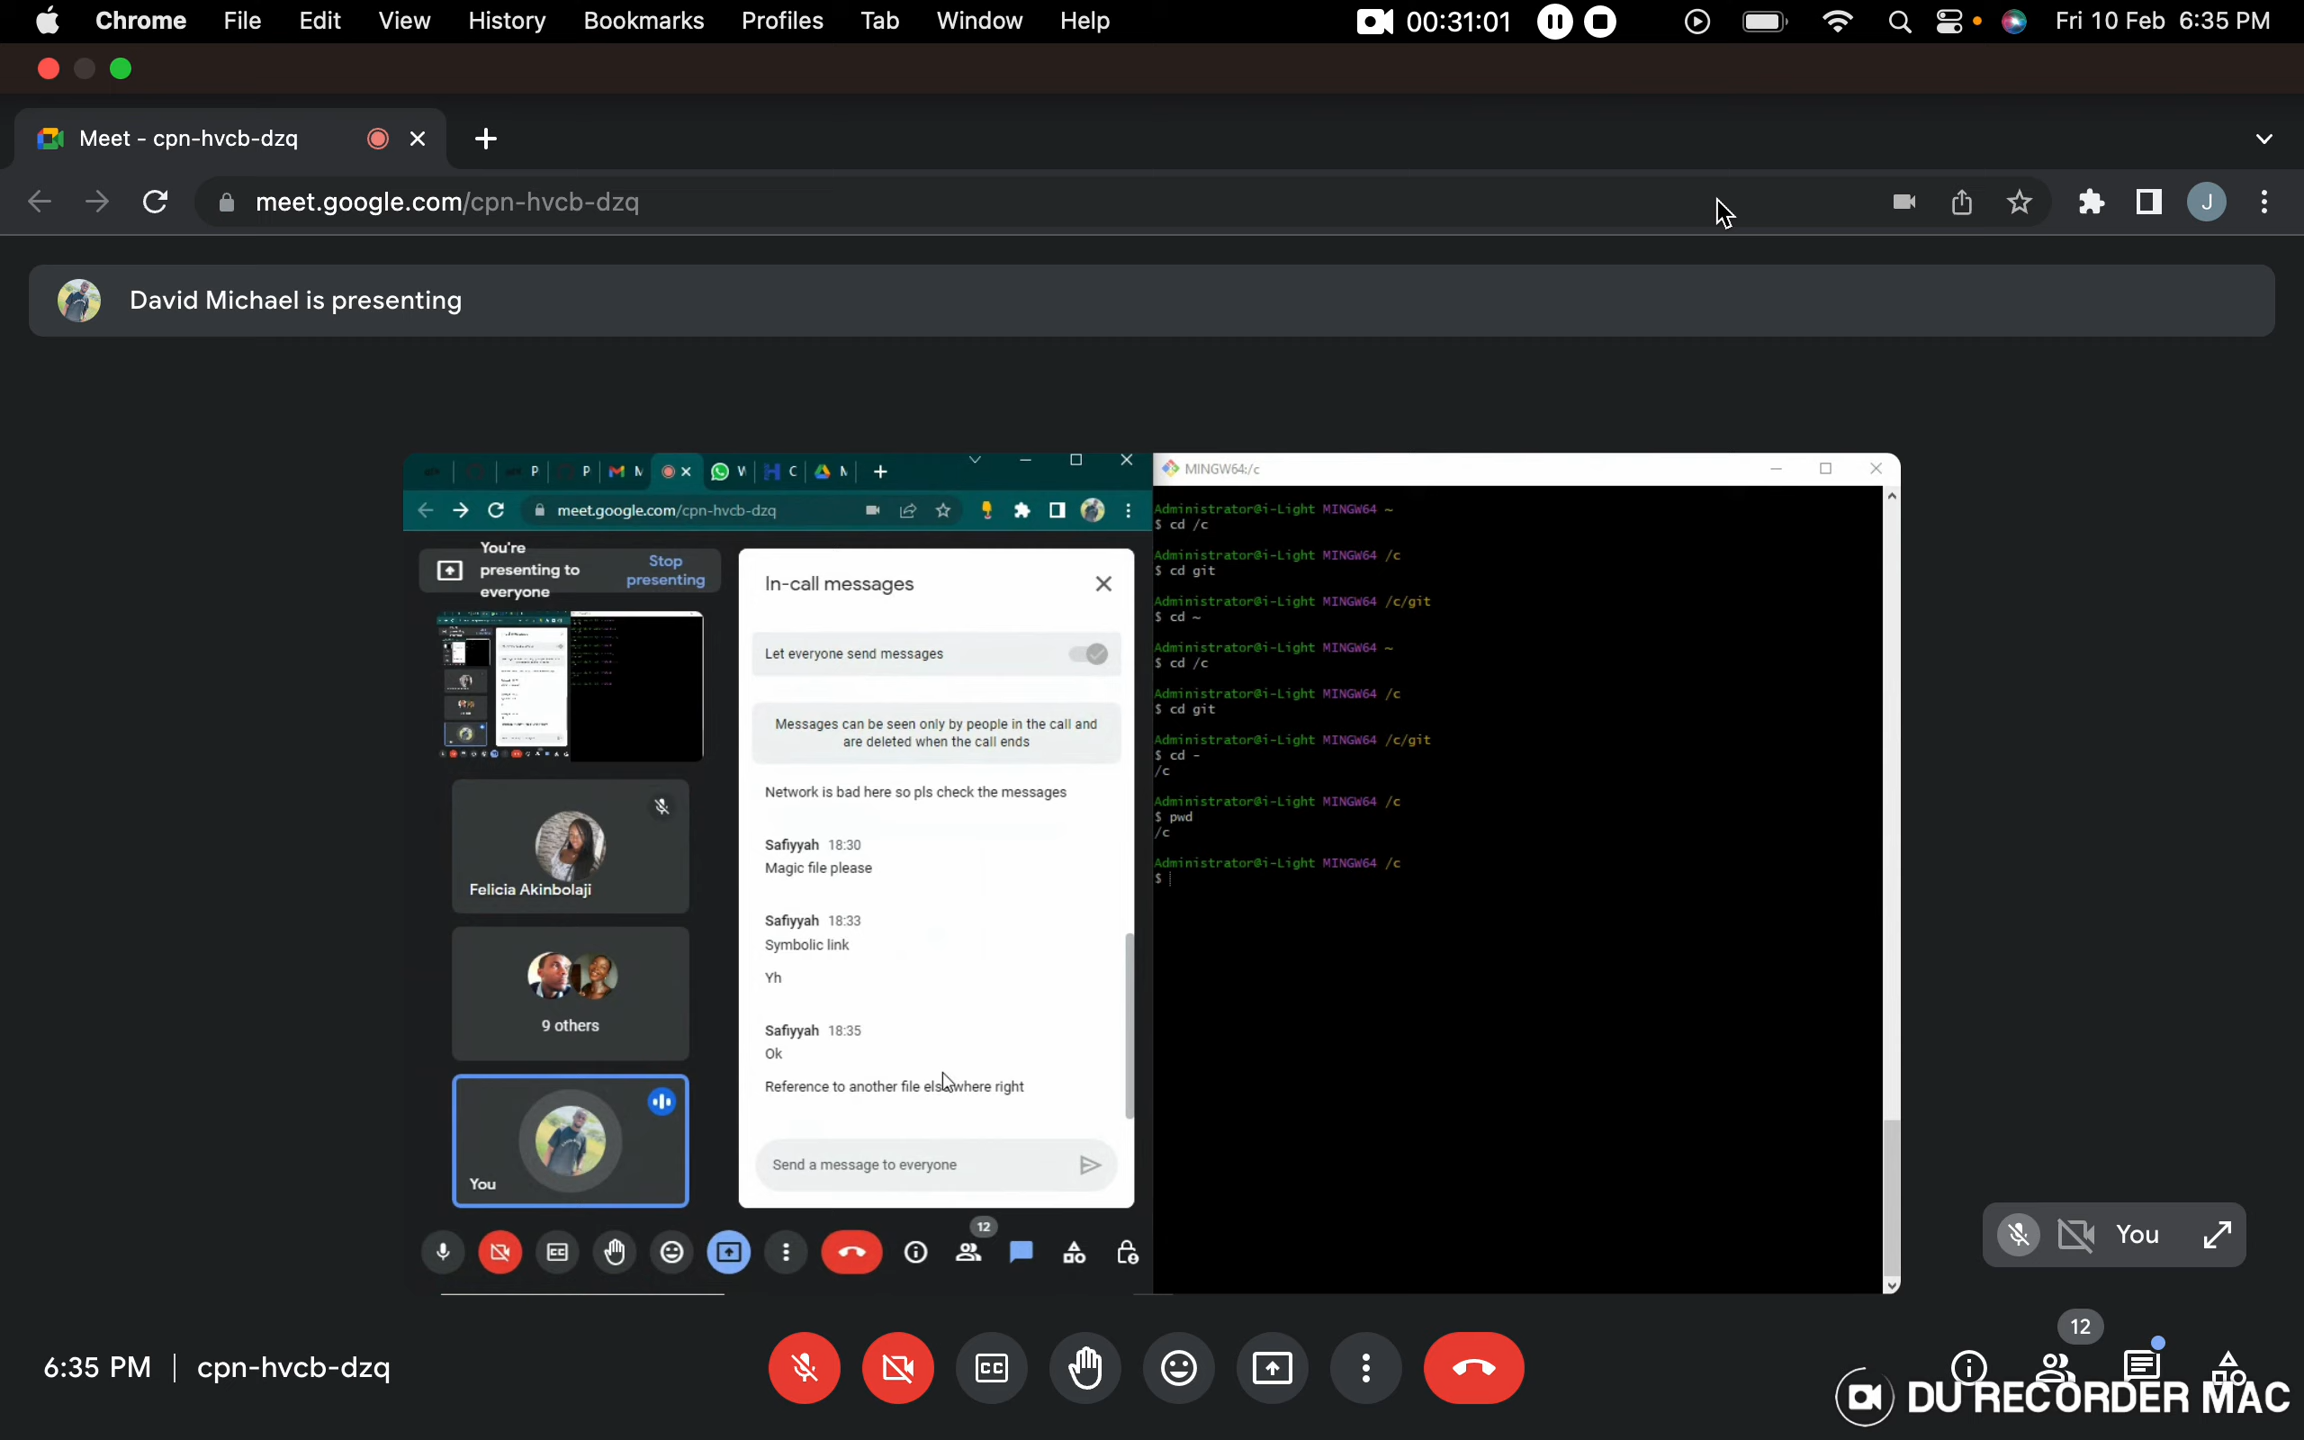 Chrome File Edit View History Bookmarks Profiles Tab Window Help 00:31:01 Fri 10 Feb 6:35 PM
Meet - cpn-hvcb-dzq
meet.google.com/cpn-hvcb-dzq
J
David Michael is presenting
P P M W C M
MINGW64:/c
meet.google.com/cpn-hvcb-dzq
You're
presenting to
everyone
Stop
presenting
Felicia Akinbolaji
9 others
You
In-call messages
Let everyone send messages
Messages can be seen only by people in the call and
are deleted when the call ends
Network is bad here so pls check the messages
Safiyyah 18:30
Magic file please
Safiyyah 18:33
Symbolic link
Yh
Safiyyah 18:35
Ok
Reference to another file elsewhere right
Send a message to everyone
12
Administrator@i-Light MINGW64 ~
$ cd /c
Administrator@i-Light MINGW64 /c
$ cd git
Administrator@i-Light MINGW64 /c/git
$ cd ~
Administrator@i-Light MINGW64 ~
$ cd /c
Administrator@i-Light MINGW64 /c
$ cd git
Administrator@i-Light MINGW64 /c/git
$ cd -
/c
Administrator@i-Light MINGW64 /c
$ pwd
/c
Administrator@i-Light MINGW64 /c
$
You
6:35 PM | cpn-hvcb-dzq
12
DU RECORDER MAC